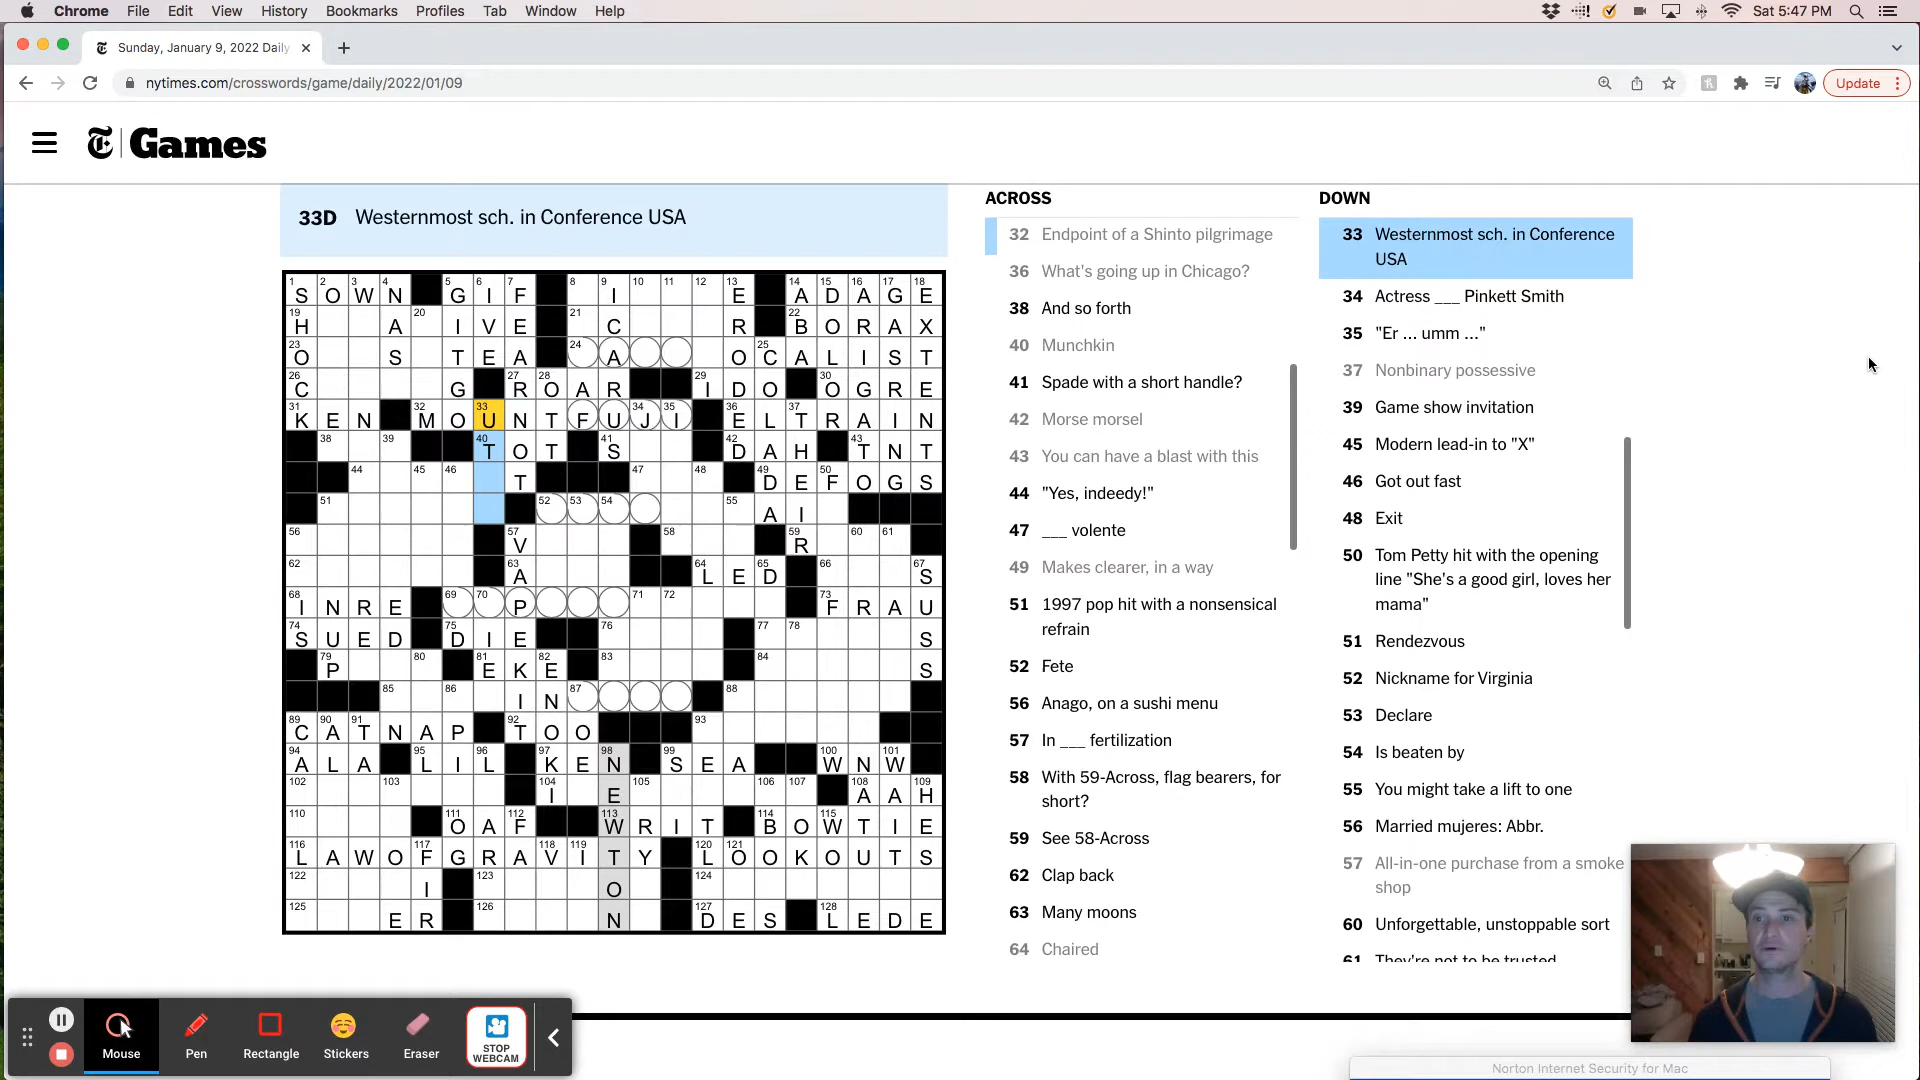 Chrome File Edit View History Bookmarks Profiles Tab Window Help Sat 5:47 PM
Sunday, January 9, 2022 Daily
nytimes.com/crosswords/game/daily/2022/01/09 Update
Games
33D Westernmost sch. in Conference USA
ACROSS
32 Endpoint of a Shinto pilgrimage
36 What's going up in Chicago?
38 And so forth
40 Munchkin
41 Spade with a short handle?
42 Morse morsel
43 You can have a blast with this
44 "Yes, indeedy!"
47 ___ volente
49 Makes clearer, in a way
51 1997 pop hit with a nonsensical
refrain
52 Fete
56 Anago, on a sushi menu
57 In ___ fertilization
58 With 59-Across, flag bearers, for
short?
59 See 58-Across
62 Clap back
63 Many moons
64 Chaired
DOWN
33 Westernmost sch. in Conference
USA
34 Actress ___ Pinkett Smith
35 "Er ... umm ..."
37 Nonbinary possessive
39 Game show invitation
45 Modern lead-in to "X"
46 Got out fast
48 Exit
50 Tom Petty hit with the opening
line "She's a good girl, loves her
mama"
51 Rendezvous
52 Nickname for Virginia
53 Declare
54 Is beaten by
55 You might take a lift to one
56 Married mujeres: Abbr.
57 All-in-one purchase from a smoke
shop
60 Unforgettable, unstoppable sort
61 They're not to be trusted
S O W N G I F I E A D A G E
H A I V E C R B O R A X
O S T E A A O C A L I S T
C G R O A R I D O O G R E
K E N M O U N T F U J I E L T R A I N
T O T S D A H T N T
T D E F O G S
A I
V R
A L E D S
I N R E P F R A U
S U E D D I E S
P E K E S
I N
C A T N A P T O O
A L A L I L K E N S E A W N W
I E A A H
O A F W R I T B O W T I E
L A W O F G R A V I T Y L O O K O U T S
I O
E R N D E S L E D E
Mouse Pen Rectangle Stickers Eraser STOP
WEBCAM
Norton Internet Security for Mac